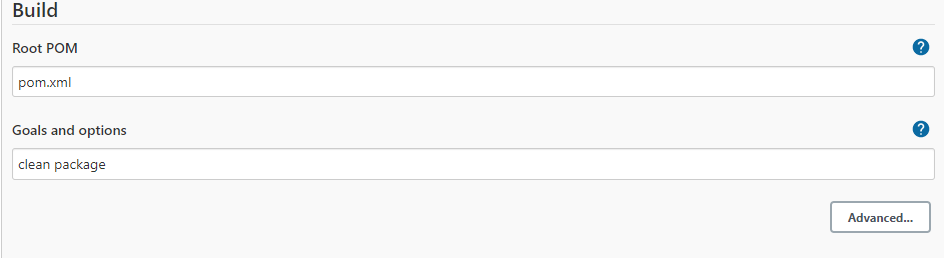 Build
Root POM
?
pom.xml
Goals and options
?
clean package
Advanced...